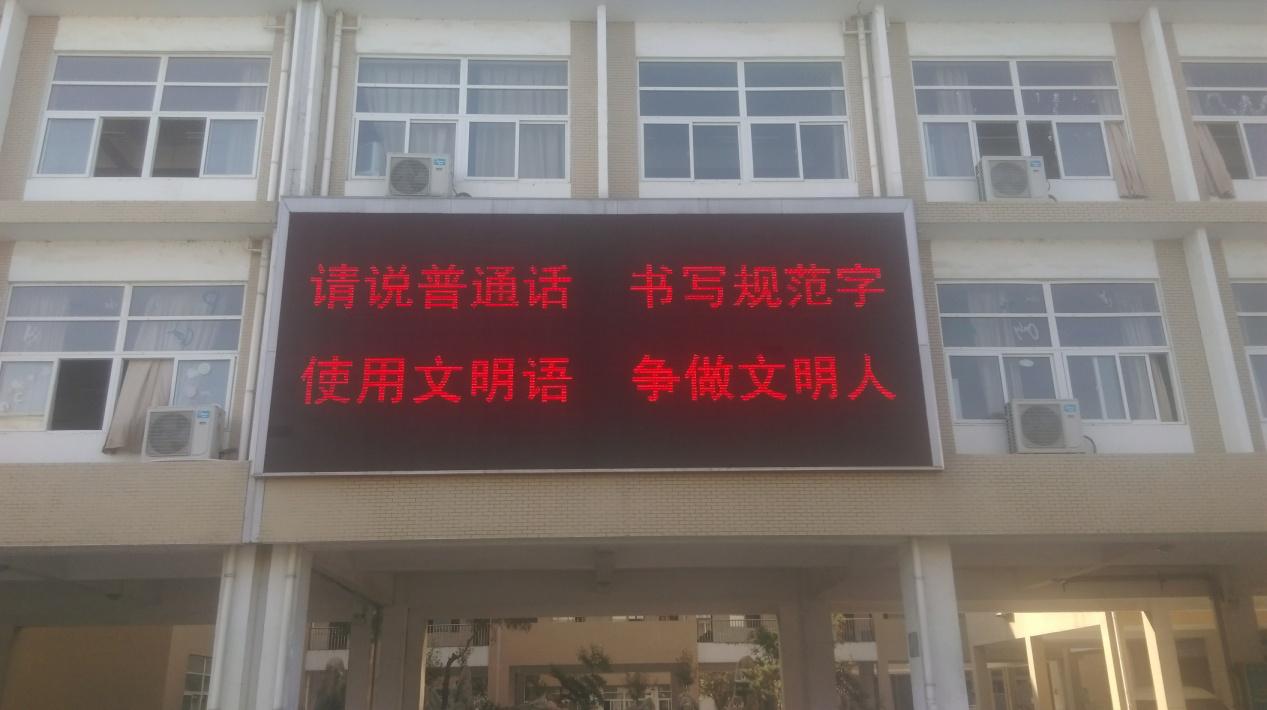 请说普通话 书写规范字
使用文明语 争做文明人